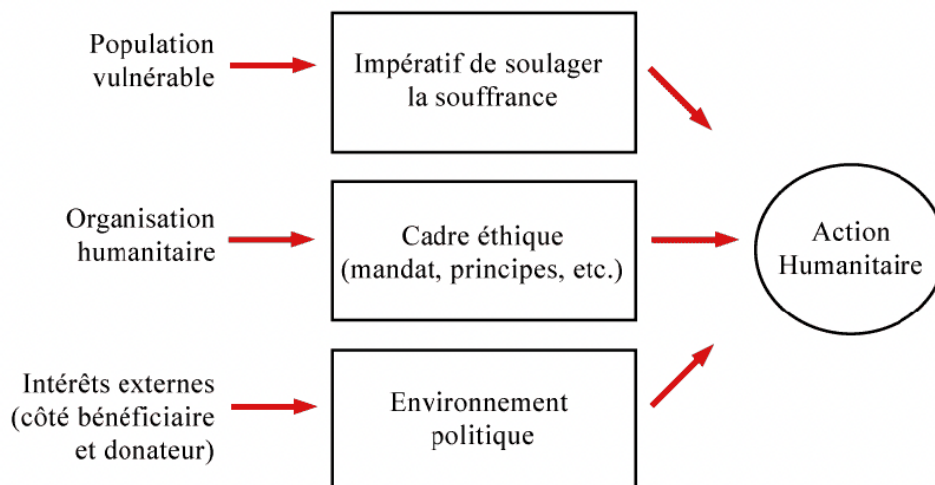 Population
vulnérable
Impératif de soulager
la souffrance
Organisation
humanitaire
Cadre éthique
(mandat, principes, etc.)
Action
Humanitaire
Intérêts externes
(côté bénéficiaire
et donateur)
Environnement
politique